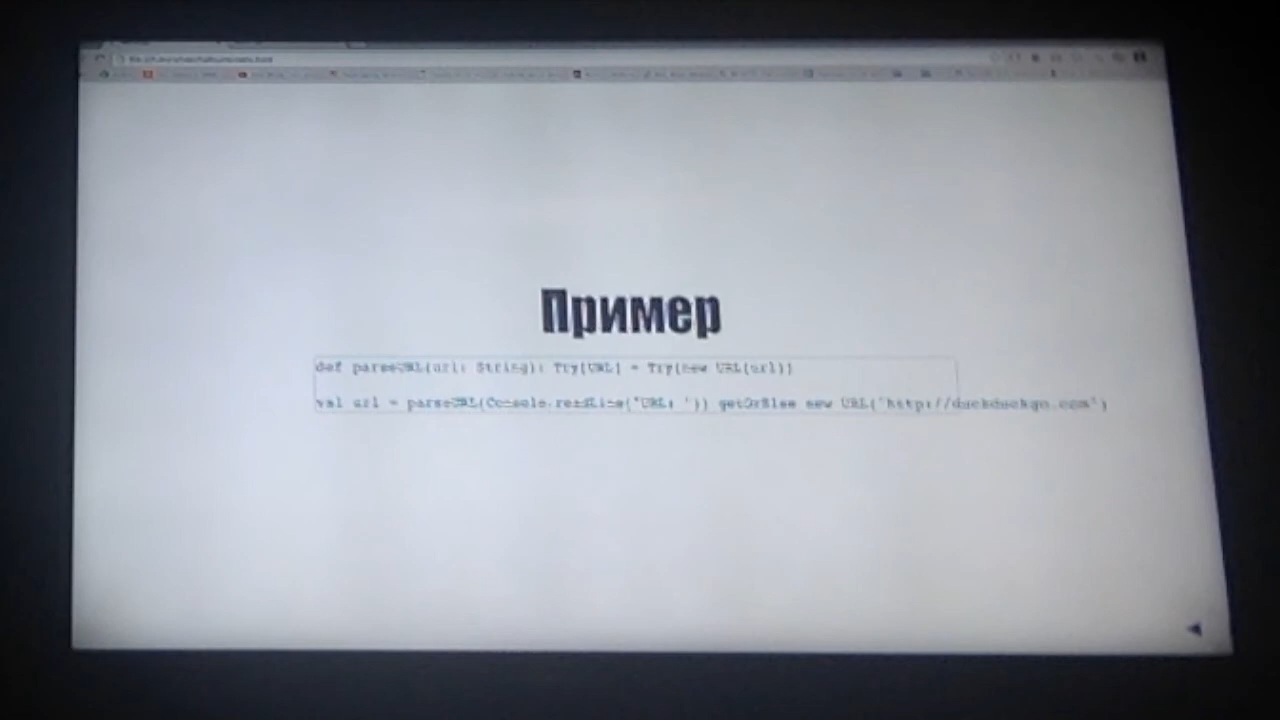 Пример
def parseURL(url: String): Try[URL] = Try(new URL(url))
val url = parseURL(Console.readLine("URL: ")) getOrElse new URL("http://duckduckgo.com")